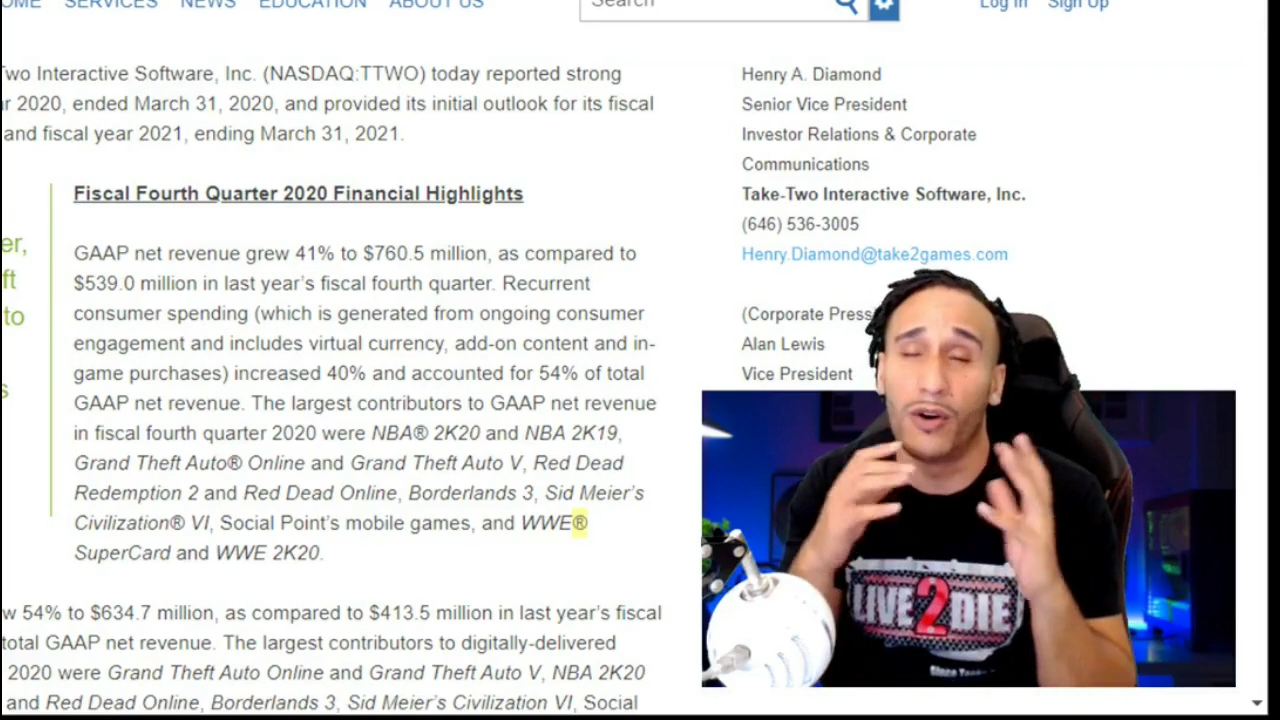 OME SERVICES NEWS EDUCATION ABOUT US Search Log In Sign Up
Two Interactive Software, Inc. (NASDAQ:TTWO) today reported strong
r 2020, ended March 31, 2020, and provided its initial outlook for its fiscal
and fiscal year 2021, ending March 31, 2021.
Fiscal Fourth Quarter 2020 Financial Highlights
er,
ft
to
s
GAAP net revenue grew 41% to $760.5 million, as compared to
$539.0 million in last year's fiscal fourth quarter. Recurrent
consumer spending (which is generated from ongoing consumer
engagement and includes virtual currency, add-on content and in-
game purchases) increased 40% and accounted for 54% of total
GAAP net revenue. The largest contributors to GAAP net revenue
in fiscal fourth quarter 2020 were NBA® 2K20 and NBA 2K19,
Grand Theft Auto® Online and Grand Theft Auto V, Red Dead
Redemption 2 and Red Dead Online, Borderlands 3, Sid Meier's
Civilization® VI, Social Point's mobile games, and WWE®
SuperCard and WWE 2K20.
w 54% to $634.7 million, as compared to $413.5 million in last year's fiscal
total GAAP net revenue. The largest contributors to digitally-delivered
2020 were Grand Theft Auto Online and Grand Theft Auto V, NBA 2K20
and Red Dead Online, Borderlands 3, Sid Meier's Civilization VI, Social
Henry A. Diamond
Senior Vice President
Investor Relations & Corporate
Communications
Take-Two Interactive Software, Inc.
(646) 536-3005
Henry.Diamond@take2games.com
(Corporate Press
Alan Lewis
Vice President
LIVE2DIE